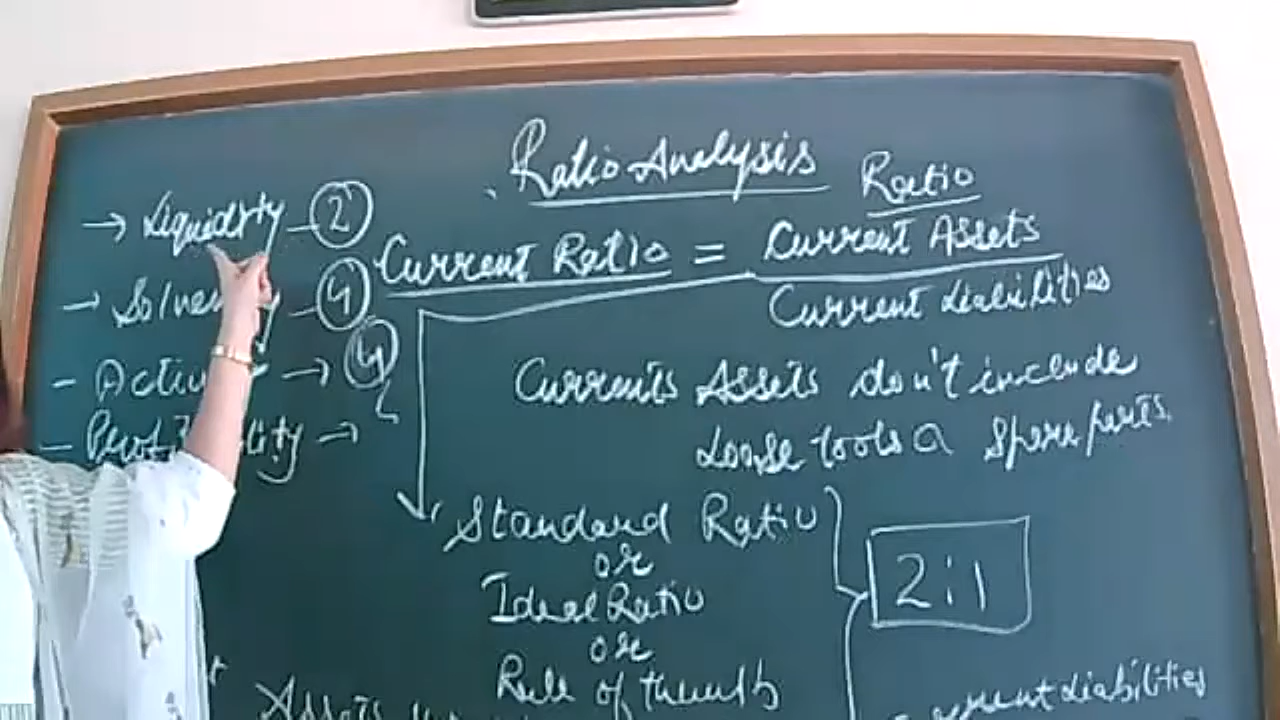 Ratio Analysis
Ratio
→ Liquidity – 2
Current Ratio = Current Assets
Current Liabilities
→ Solvency – 4
– Activity → 4
– Profitability →
Currents Assets don't include
Loose tools & Spare parts.
Standard Ratio
or
Ideal Ratio
or
Rule of thumb
2:1
Assets
Current Liabilities